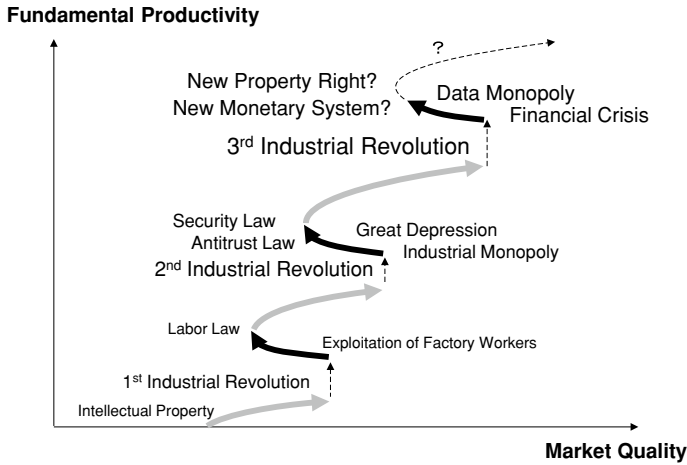 Fundamental Productivity
?
New Property Right?
New Monetary System?
Data Monopoly
Financial Crisis
3rd Industrial Revolution
Security Law
Antitrust Law
Great Depression
Industrial Monopoly
2nd Industrial Revolution
Labor Law
Exploitation of Factory Workers
1st Industrial Revolution
Intellectual Property
Market Quality